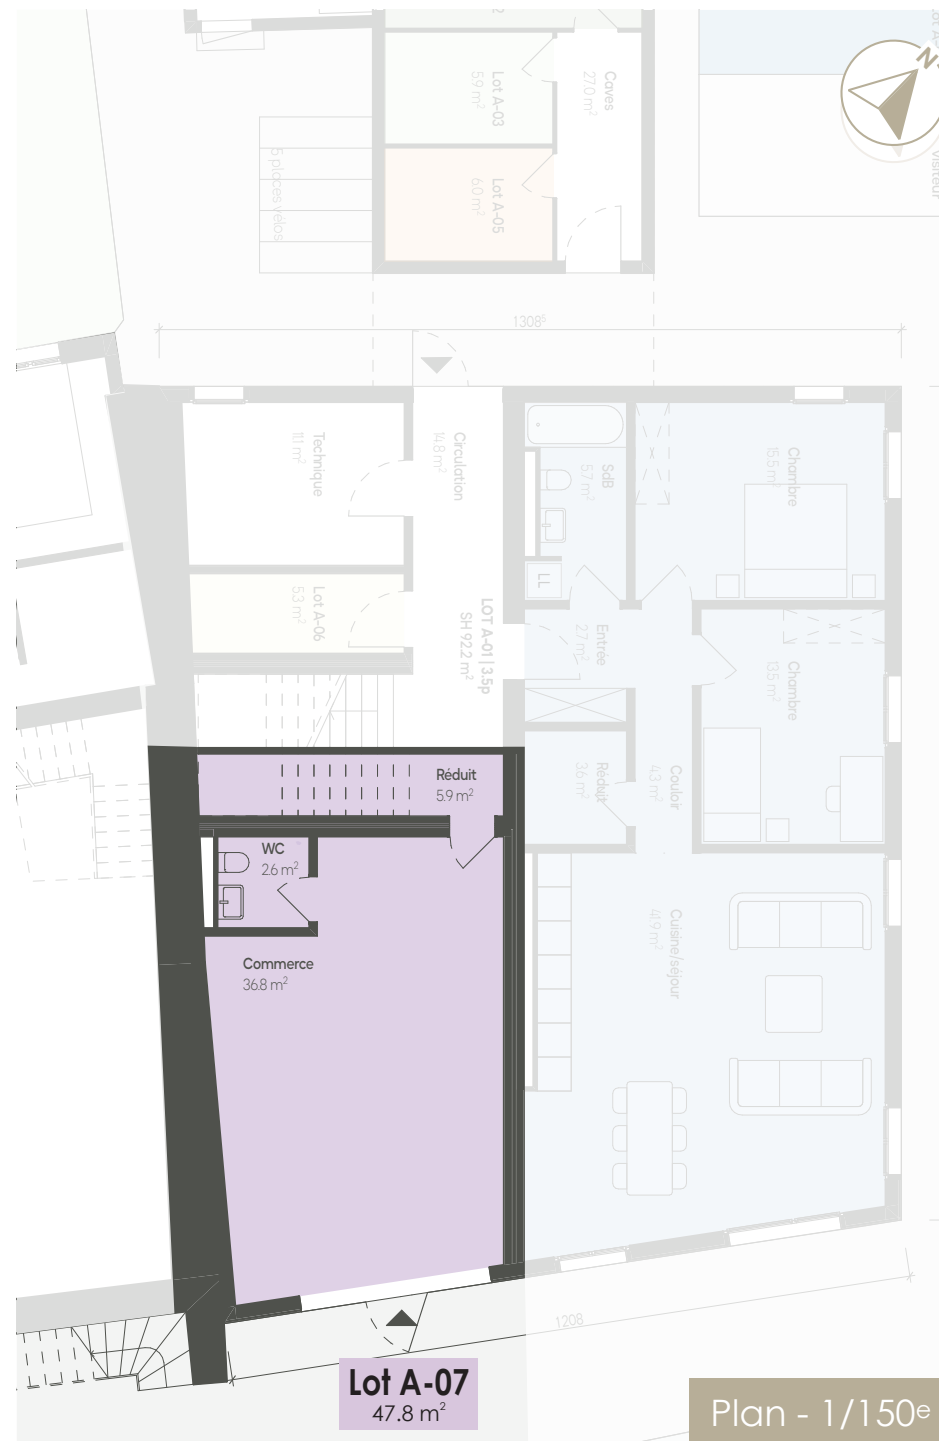 Lot A-03
5.9 m²
Caves
27.0 m²
Lot A-05
6.0 m²
5 places vélos
visiteur
N
1308⁵
Technique
11.1 m²
Circulation
14.8 m²
SdB
5.7 m²
Chambre
15.5 m²
LL
Lot A-06
5.3 m²
LOT A-01 | 3.5p
SH 92.2 m²
Entrée
2.7 m²
Chambre
13.5 m²
Réduit
5.9 m²
Réduit
3.6 m²
Couloir
4.3 m²
WC
2.6 m²
Commerce
36.8 m²
Cuisine/séjour
41.9 m²
1208
Lot A-07
47.8 m²
Plan - 1/150e